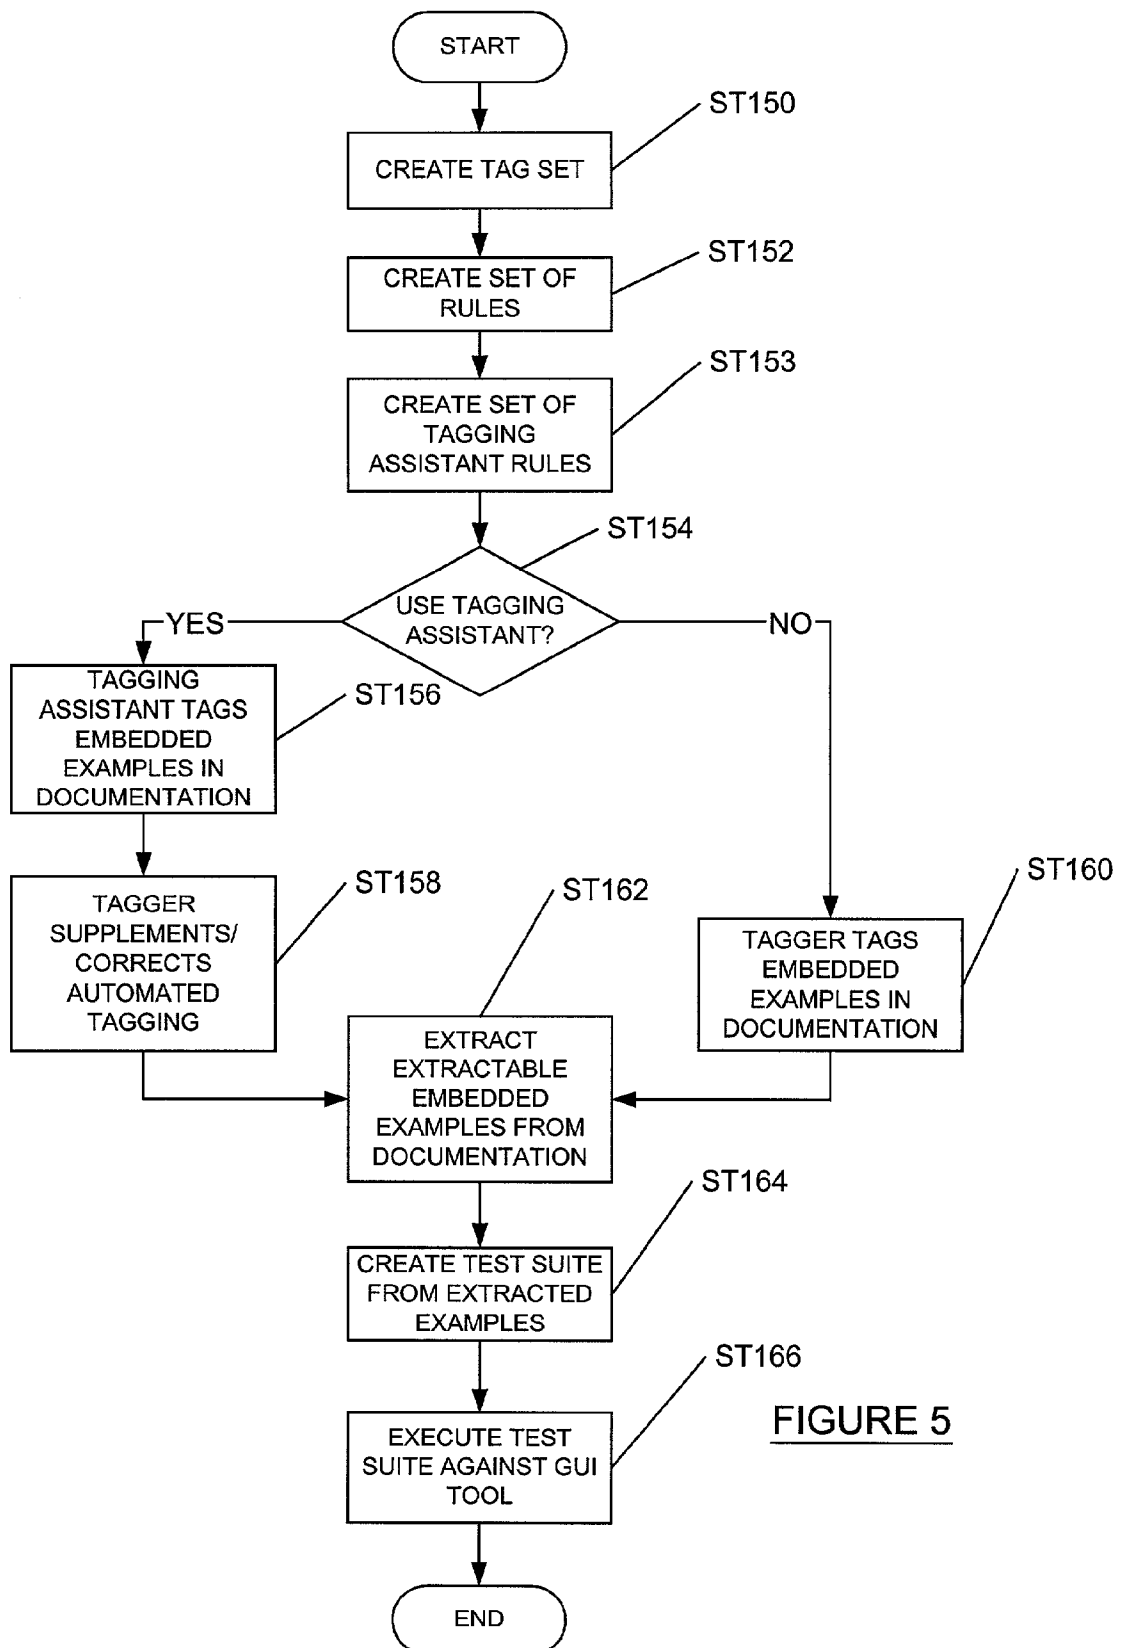 START
ST150
CREATE TAG SET
ST152
CREATE SET OF
RULES
ST153
CREATE SET OF
TAGGING
ASSISTANT RULES
ST154
USE TAGGING
ASSISTANT?
YES
NO
TAGGING
ASSISTANT TAGS
EMBEDDED
EXAMPLES IN
DOCUMENTATION
ST156
TAGGER
SUPPLEMENTS/
CORRECTS
AUTOMATED
TAGGING
ST158
ST162
ST160
TAGGER TAGS
EMBEDDED
EXAMPLES IN
DOCUMENTATION
EXTRACT
EXTRACTABLE
EMBEDDED
EXAMPLES FROM
DOCUMENTATION
ST164
CREATE TEST SUITE
FROM EXTRACTED
EXAMPLES
ST166
EXECUTE TEST
SUITE AGAINST GUI
TOOL
FIGURE 5
END